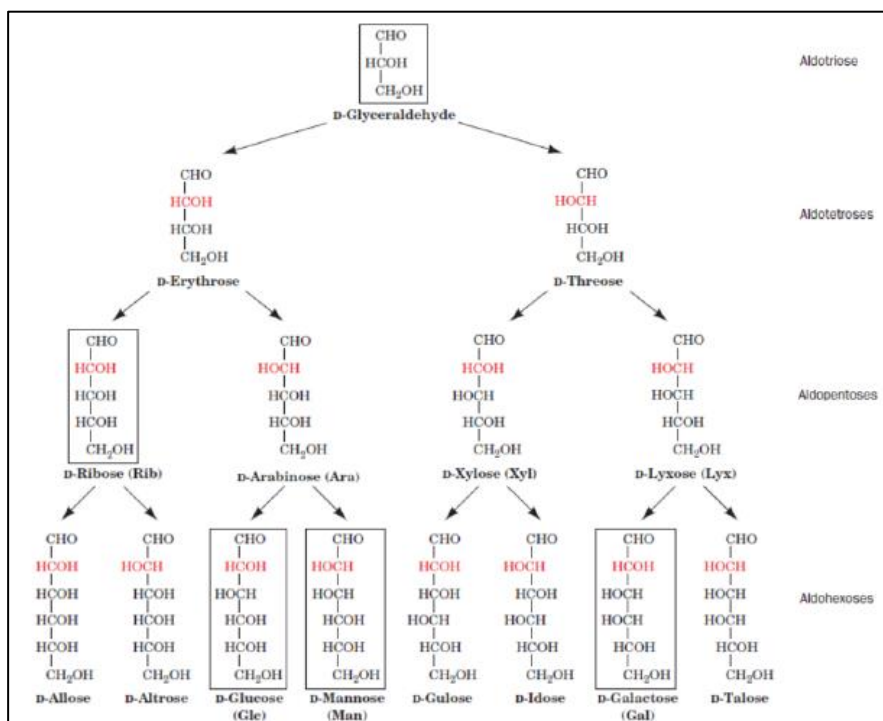 CHO
HCOH
CH₂OH
Aldotriose
D-Glyceraldehyde
CHO CHO
HCOH HOCH Aldotetroses
HCOH HCOH
CH₂OH CH₂OH
D-Erythrose D-Threose
CHO CHO CHO CHO
HCOH HOCH HCOH HOCH
HCOH HCOH HOCH HOCH Aldopentoses
HCOH HCOH HCOH HCOH
CH₂OH CH₂OH CH₂OH CH₂OH
D-Ribose (Rib) D-Arabinose (Ara) D-Xylose (Xyl) D-Lyxose (Lyx)
CHO CHO CHO CHO CHO CHO CHO CHO
HCOH HOCH HCOH HOCH HCOH HOCH HCOH HOCH
HCOH HCOH HOCH HOCH HCOH HCOH HOCH HOCH Aldohexoses
HCOH HCOH HCOH HCOH HOCH HOCH HOCH HOCH
HCOH HCOH HCOH HCOH HCOH HCOH HCOH HCOH
CH₂OH CH₂OH CH₂OH CH₂OH CH₂OH CH₂OH CH₂OH CH₂OH
D-Allose D-Altrose D-Glucose D-Mannose D-Gulose D-Idose D-Galactose D-Talose
(Glc) (Man) (Gal)